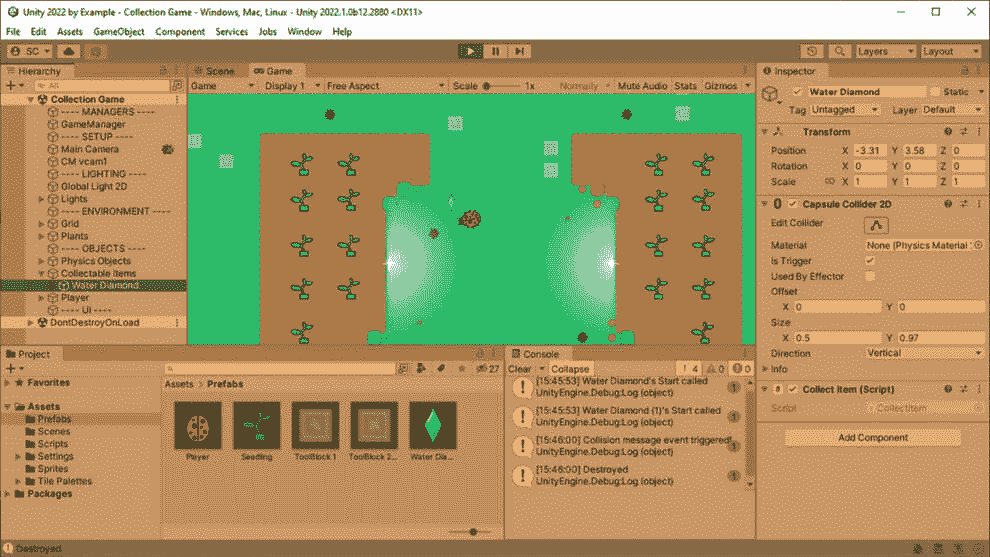 Unity 2022 by Example - Collection Game - Windows, Mac, Linux - Unity 2022.1.0b12.2880 <DX11>
File Edit Assets GameObject Component Services Jobs Window Help
SC Layers Layout
Hierarchy
All
Collection Game
---- MANAGERS ----
GameManager
---- SETUP ----
Main Camera
CM vcam1
---- LIGHTING ----
Global Light 2D
Lights
---- ENVIRONMENT ----
Grid
Plants
---- OBJECTS ----
Physics Objects
Collectable Items
Water Diamond
Player
---- UI ----
DontDestroyOnLoad
Scene Game
Game Display 1 Free Aspect Scale 1x Normally Mute Audio Stats Gizmos
Inspector
Water Diamond Static
Tag Untagged Layer Default
Transform
Position X -3.31 Y 3.58 Z 0
Rotation X 0 Y 0 Z 0
Scale X 1 Y 1 Z 1
Capsule Collider 2D
Edit Collider
Material None (Physics Material
Is Trigger
Used By Effector
Offset
X 0 Y 0
Size
X 0.5 Y 0.97
Direction Vertical
Info
Collect Item (Script)
Script CollectItem
Add Component
Project
27
Favorites
Assets
Prefabs
Scenes
Scripts
Settings
Sprites
Tile Palettes
Packages
Assets > Prefabs
Player Seedling ToolBlock 1 ToolBlock 2... Water Dia...
Console
Clear Collapse 4 0 0
[15:45:53] Water Diamond's Start called
UnityEngine.Debug:Log (object) 1
[15:45:53] Water Diamond (1)'s Start called
UnityEngine.Debug:Log (object) 1
[15:46:00] Collision message event triggered!
UnityEngine.Debug:Log (object) 1
[15:46:00] Destroyed
UnityEngine.Debug:Log (object) 1
Destroyed